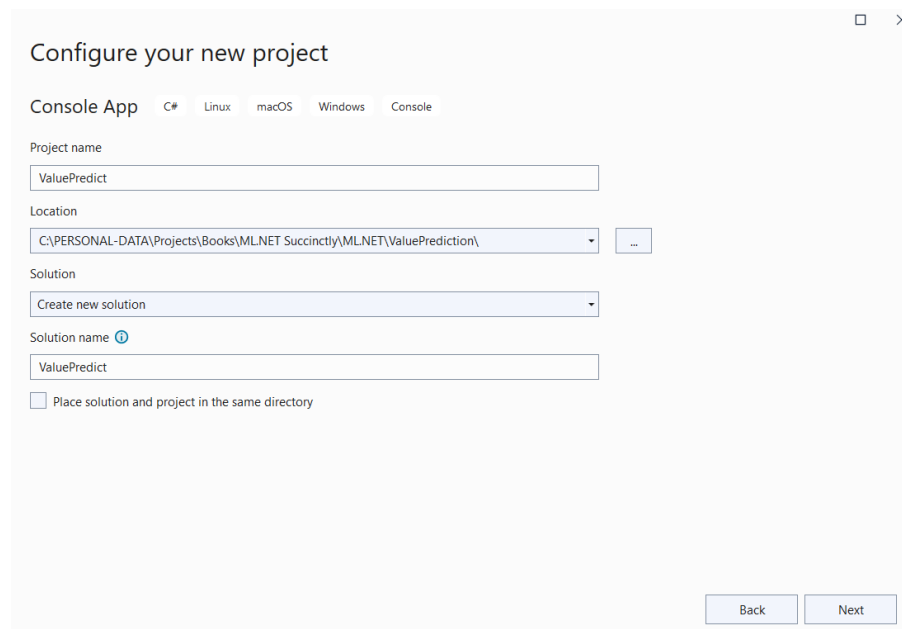 Configure your new project
Console App C# Linux macOS Windows Console
Project name
ValuePredict
Location
C:\PERSONAL-DATA\Projects\Books\ML.NET Succinctly\ML.NET\ValuePrediction\
...
Solution
Create new solution
Solution name
ValuePredict
Place solution and project in the same directory
Back Next